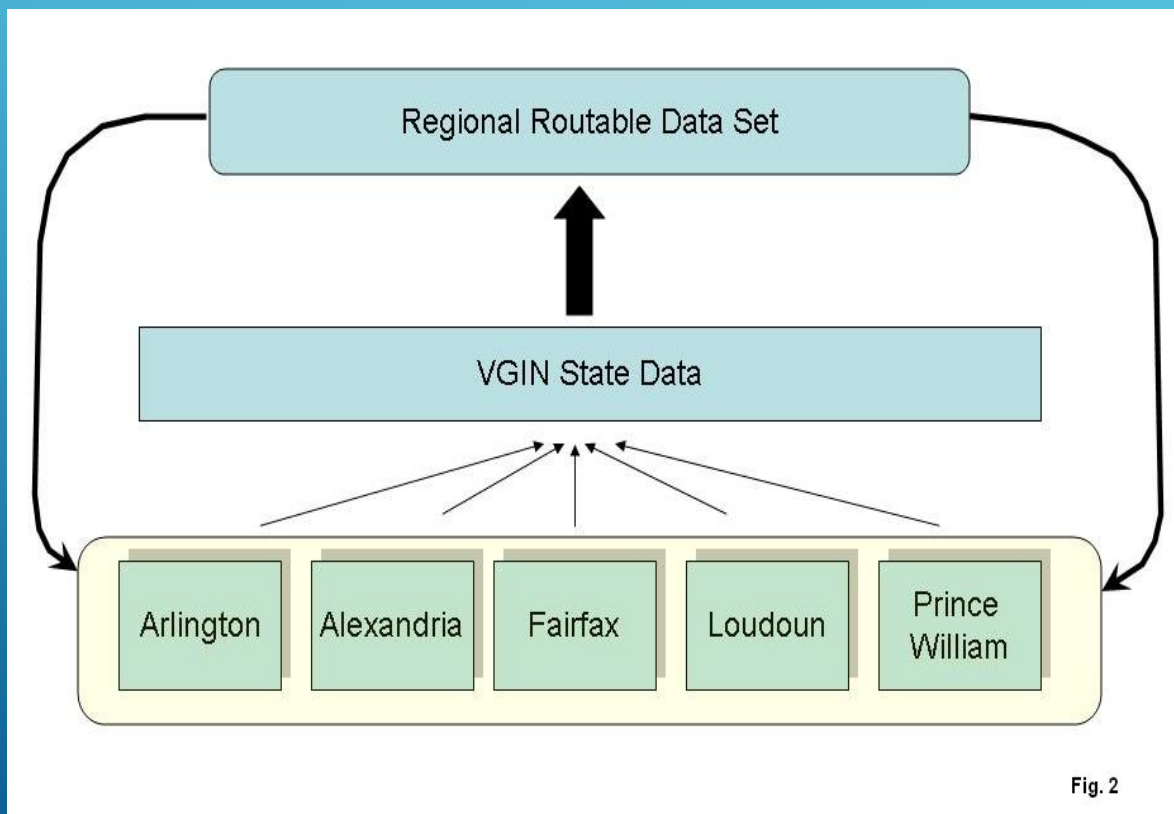 Regional Routable Data Set
VGIN State Data
Arlington
Alexandria
Fairfax
Loudoun
Prince
William
Fig. 2